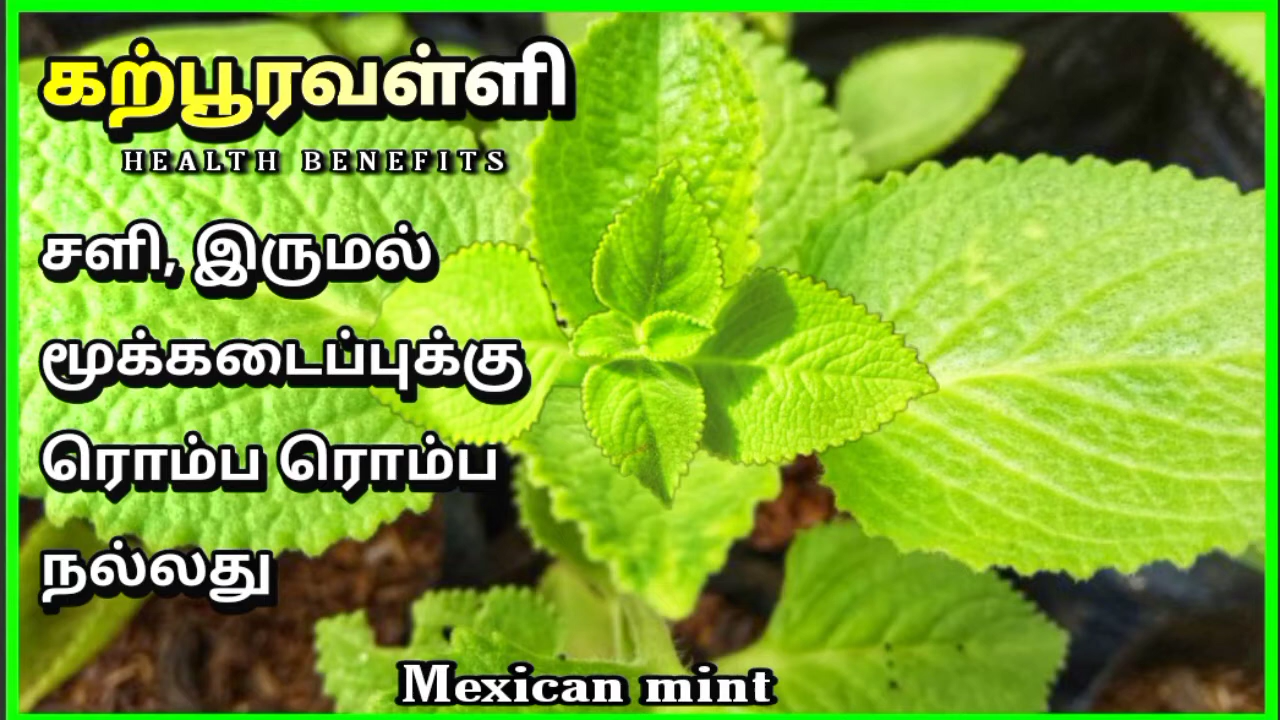 கற்பூரவள்ளி
HEALTH BENEFITS
சளி, இருமல்
மூக்கடைப்புக்கு
ரொம்ப ரொம்ப
நல்லது
Mexican mint